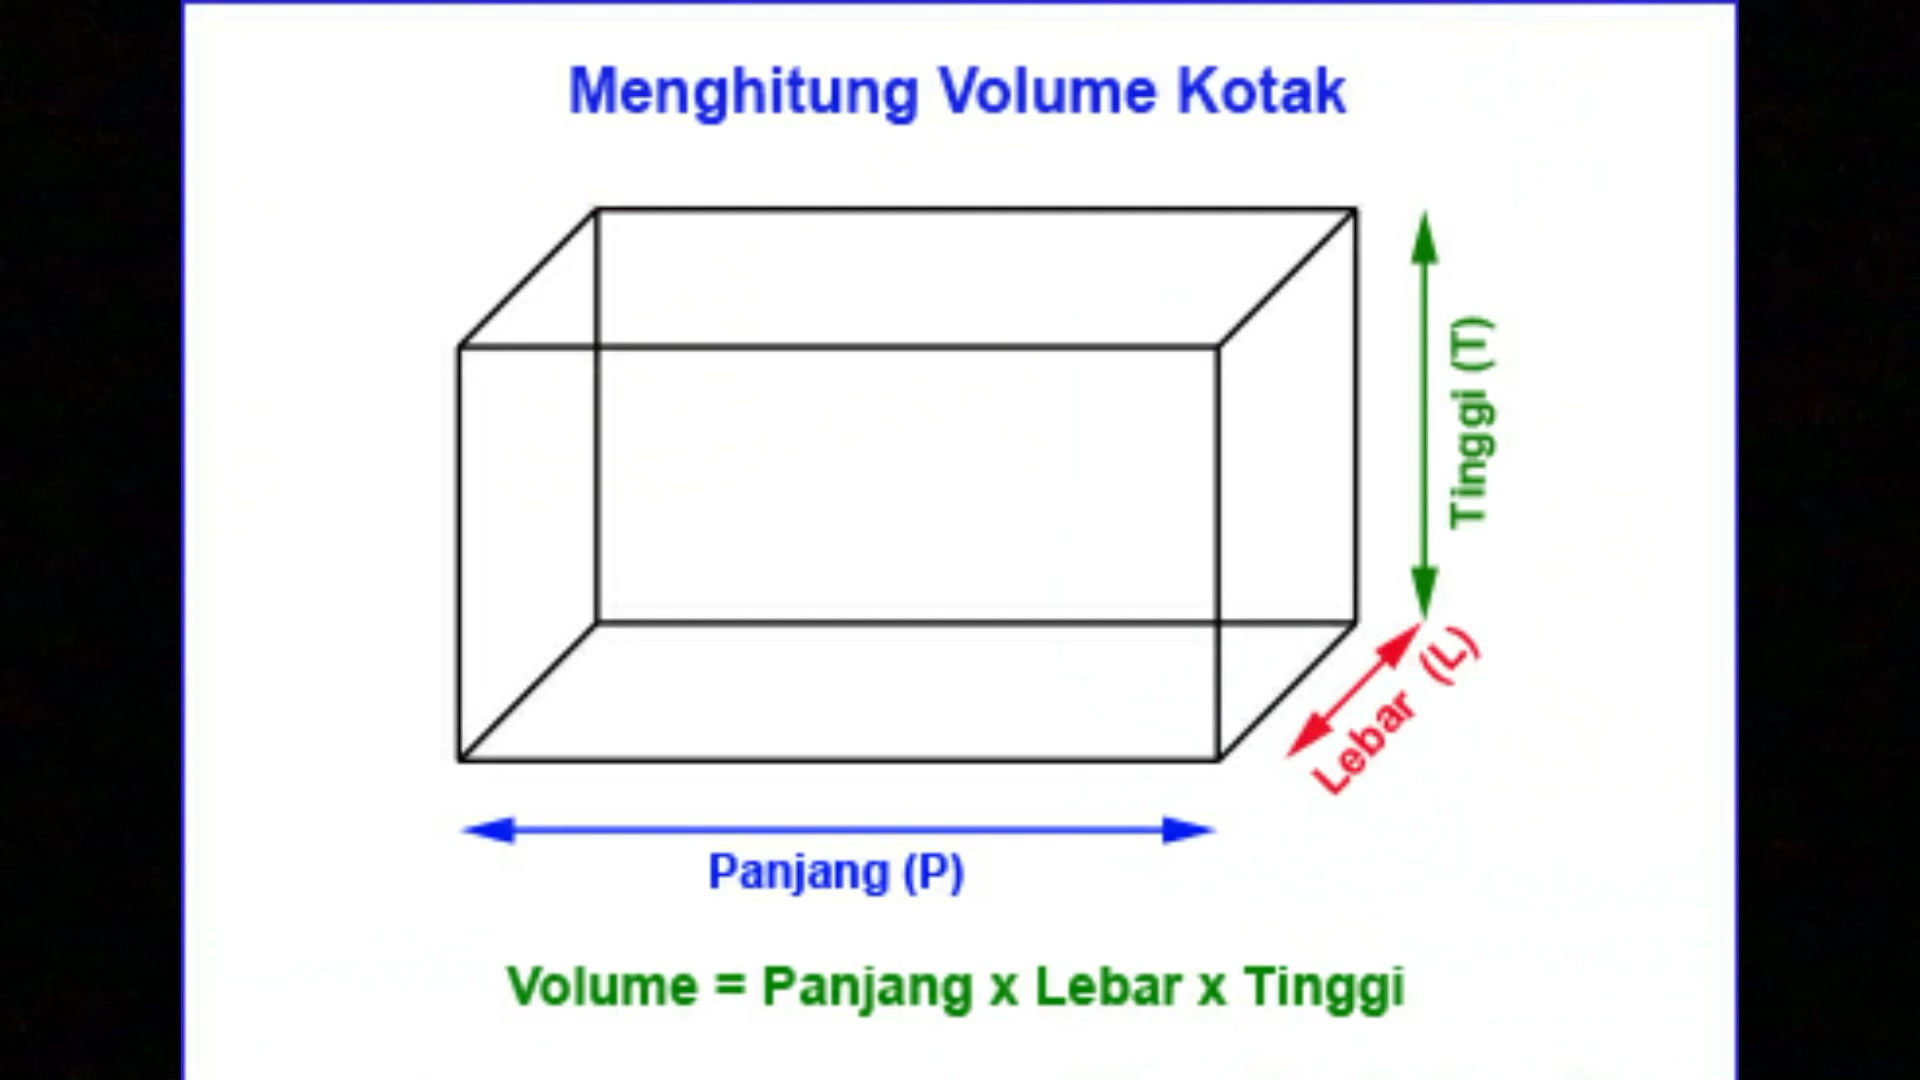 Menghitung Volume Kotak
Tinggi (T)
Lebar (L)
Panjang (P)
Volume = Panjang x Lebar x Tinggi